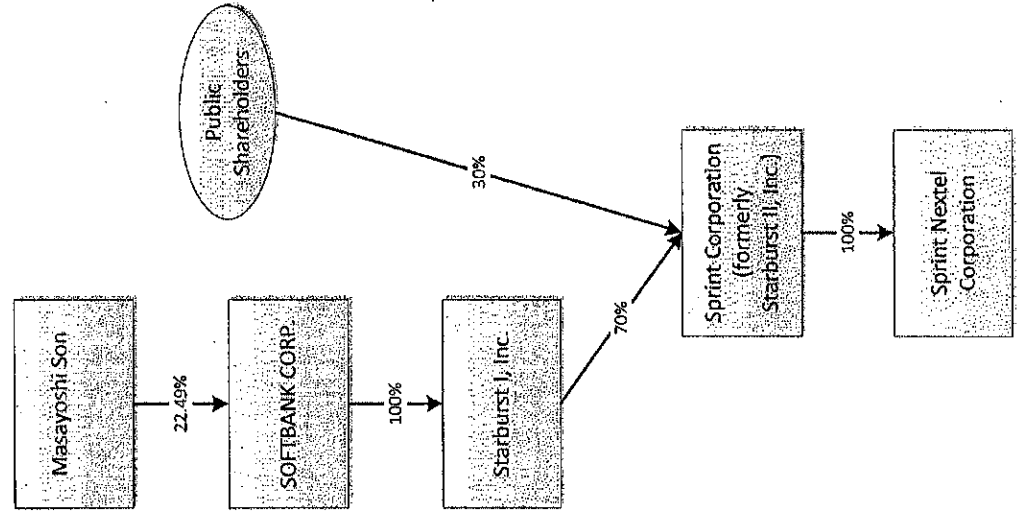 Masayoshi Son
22.49%
SOFTBANK CORP.
100%
Starburst I, Inc.
70%
Public
Shareholders
30%
Sprint Corporation
(formerly
Starburst II, Inc.)
100%
Sprint Nextel
Corporation